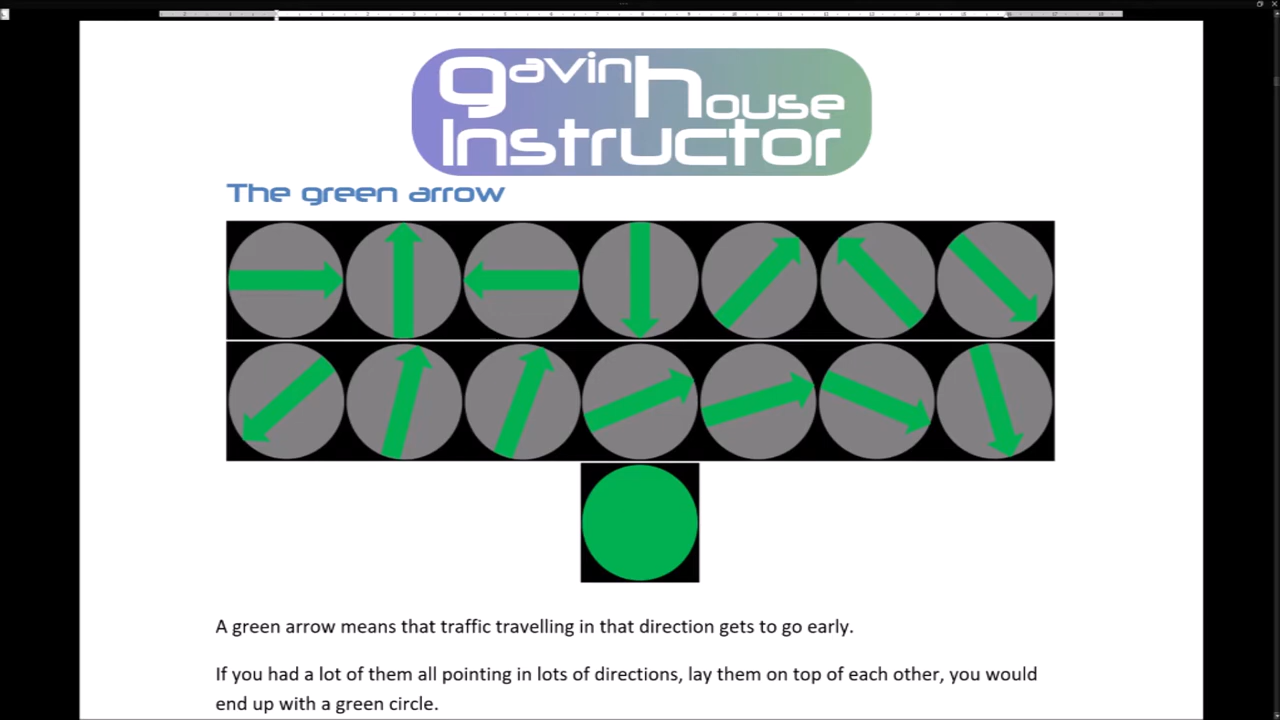 gavin house
Instructor
The green arrow
A green arrow means that traffic travelling in that direction gets to go early.
If you had a lot of them all pointing in lots of directions, lay them on top of each other, you would
end up with a green circle.